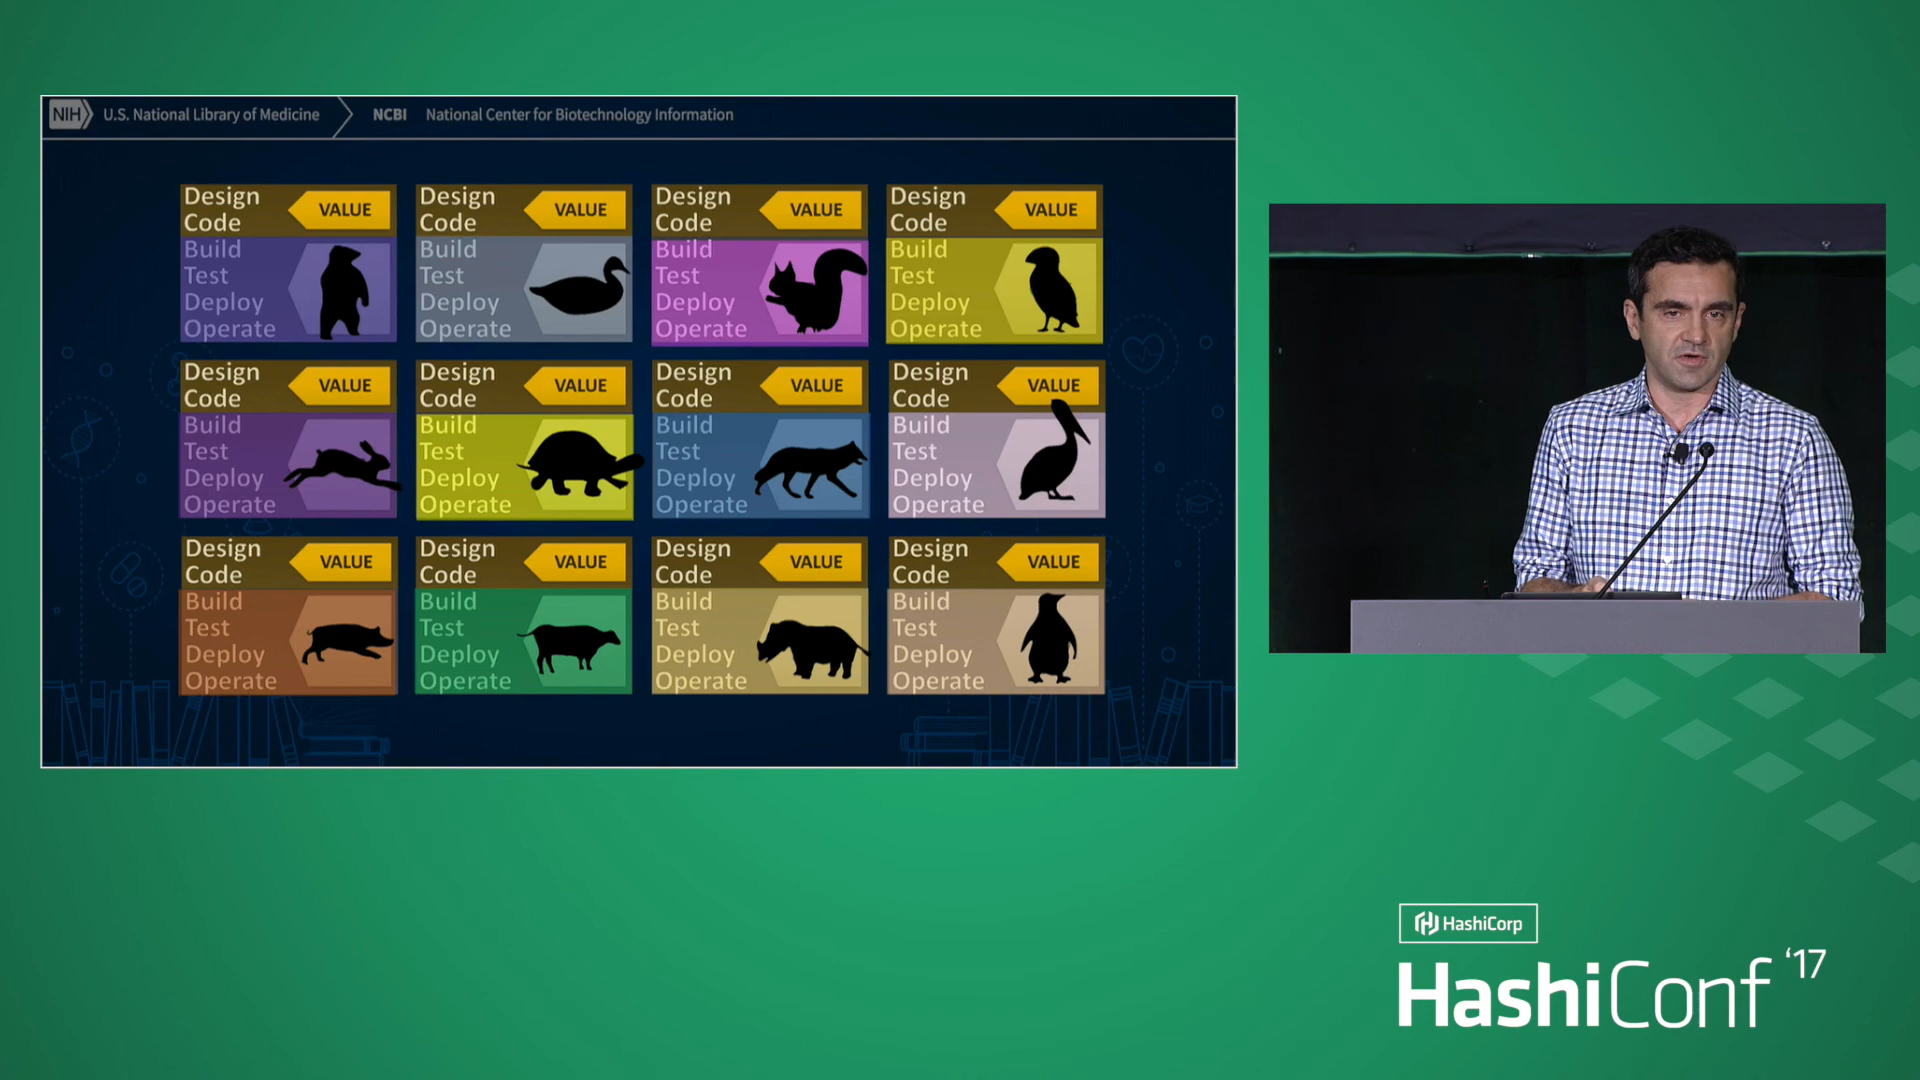 NIH U.S. National Library of Medicine NCBI National Center for Biotechnology Information
Design
Code
VALUE
Build
Test
Deploy
Operate
Design
Code
VALUE
Build
Test
Deploy
Operate
Design
Code
VALUE
Build
Test
Deploy
Operate
Design
Code
VALUE
Build
Test
Deploy
Operate
Design
Code
VALUE
Build
Test
Deploy
Operate
Design
Code
VALUE
Build
Test
Deploy
Operate
Design
Code
VALUE
Build
Test
Deploy
Operate
Design
Code
VALUE
Build
Test
Deploy
Operate
Design
Code
VALUE
Build
Test
Deploy
Operate
Design
Code
VALUE
Build
Test
Deploy
Operate
Design
Code
VALUE
Build
Test
Deploy
Operate
Design
Code
VALUE
Build
Test
Deploy
Operate
HashiCorp
HashiConf '17